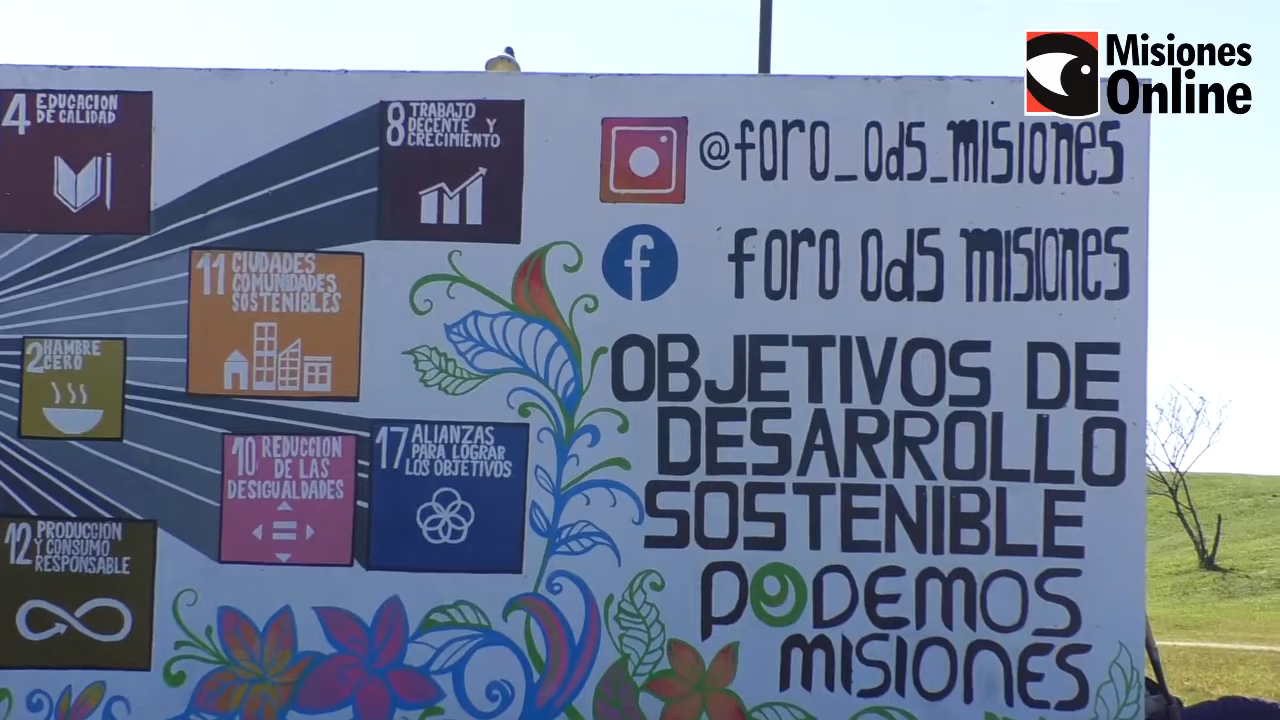 Misiones
Online
4 EDUCACION
DE CALIDAD
8 TRABAJO
DECENTE Y
CRECIMIENTO
@foro_ods_misiones
11 CIUDADES
COMUNIDADES
SOSTENIBLES
f foro ods misiones
2 HAMBRE
CERO
OBJETIVOS DE
DESARROLLO
SOSTENIBLE
10 REDUCCION
DE LAS
DESIGUALDADES
17 ALIANZAS
PARA LOGRAR
LOS OBJETIVOS
12 PRODUCCIÓN
Y CONSUMO
RESPONSABLE
PODEMOS
MISIONES